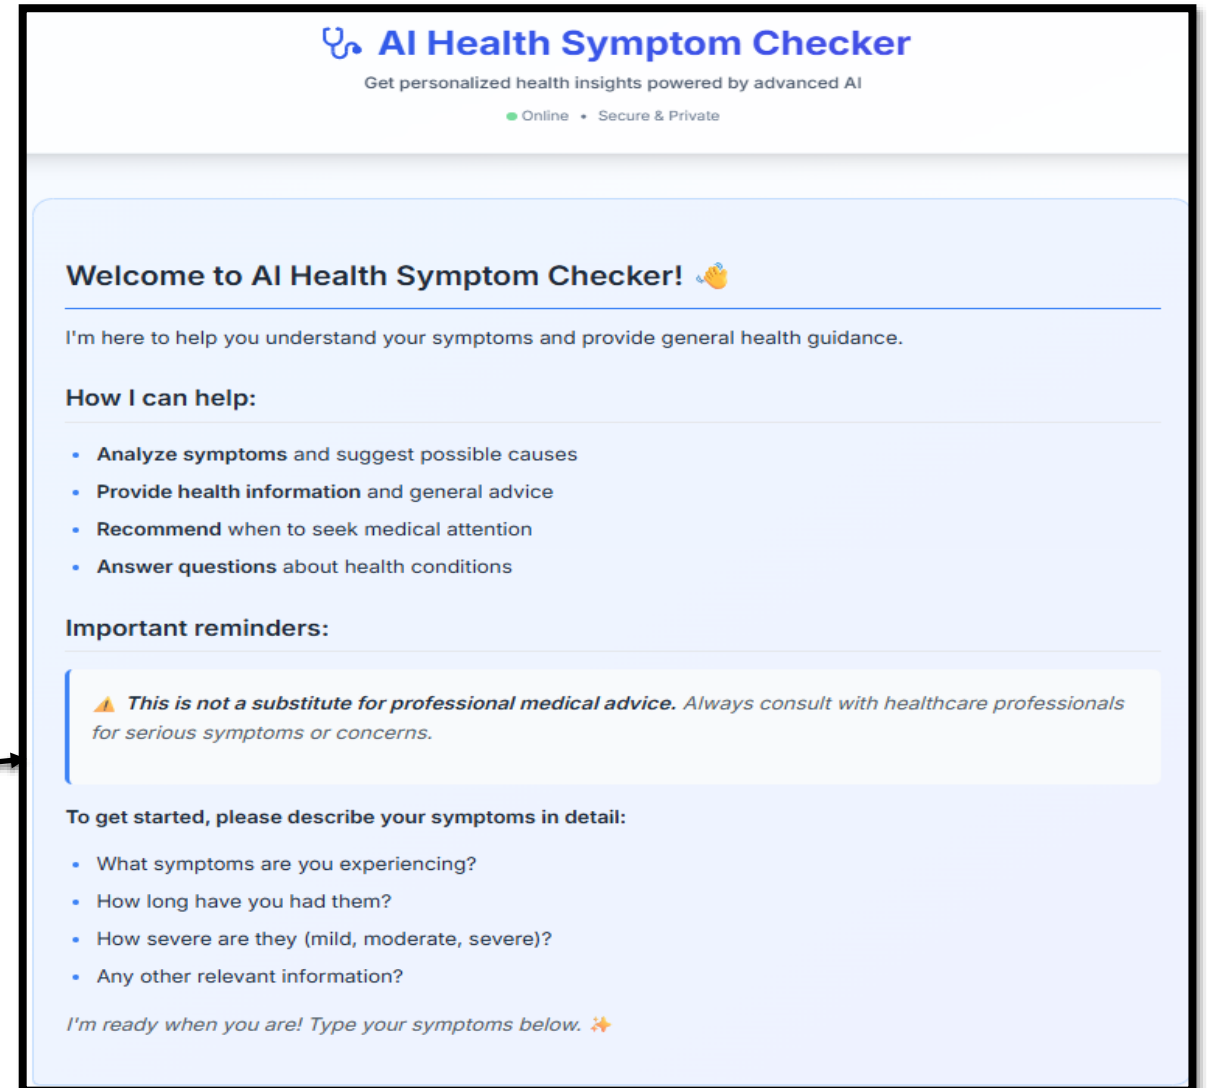 AI Health Symptom Checker
Get personalized health insights powered by advanced AI
Online • Secure & Private
Welcome to AI Health Symptom Checker! 👋
I'm here to help you understand your symptoms and provide general health guidance.
How I can help:
• Analyze symptoms and suggest possible causes
• Provide health information and general advice
• Recommend when to seek medical attention
• Answer questions about health conditions
Important reminders:
⚠️ This is not a substitute for professional medical advice. Always consult with healthcare professionals
for serious symptoms or concerns.
To get started, please describe your symptoms in detail:
• What symptoms are you experiencing?
• How long have you had them?
• How severe are they (mild, moderate, severe)?
• Any other relevant information?
I'm ready when you are! Type your symptoms below. ✨